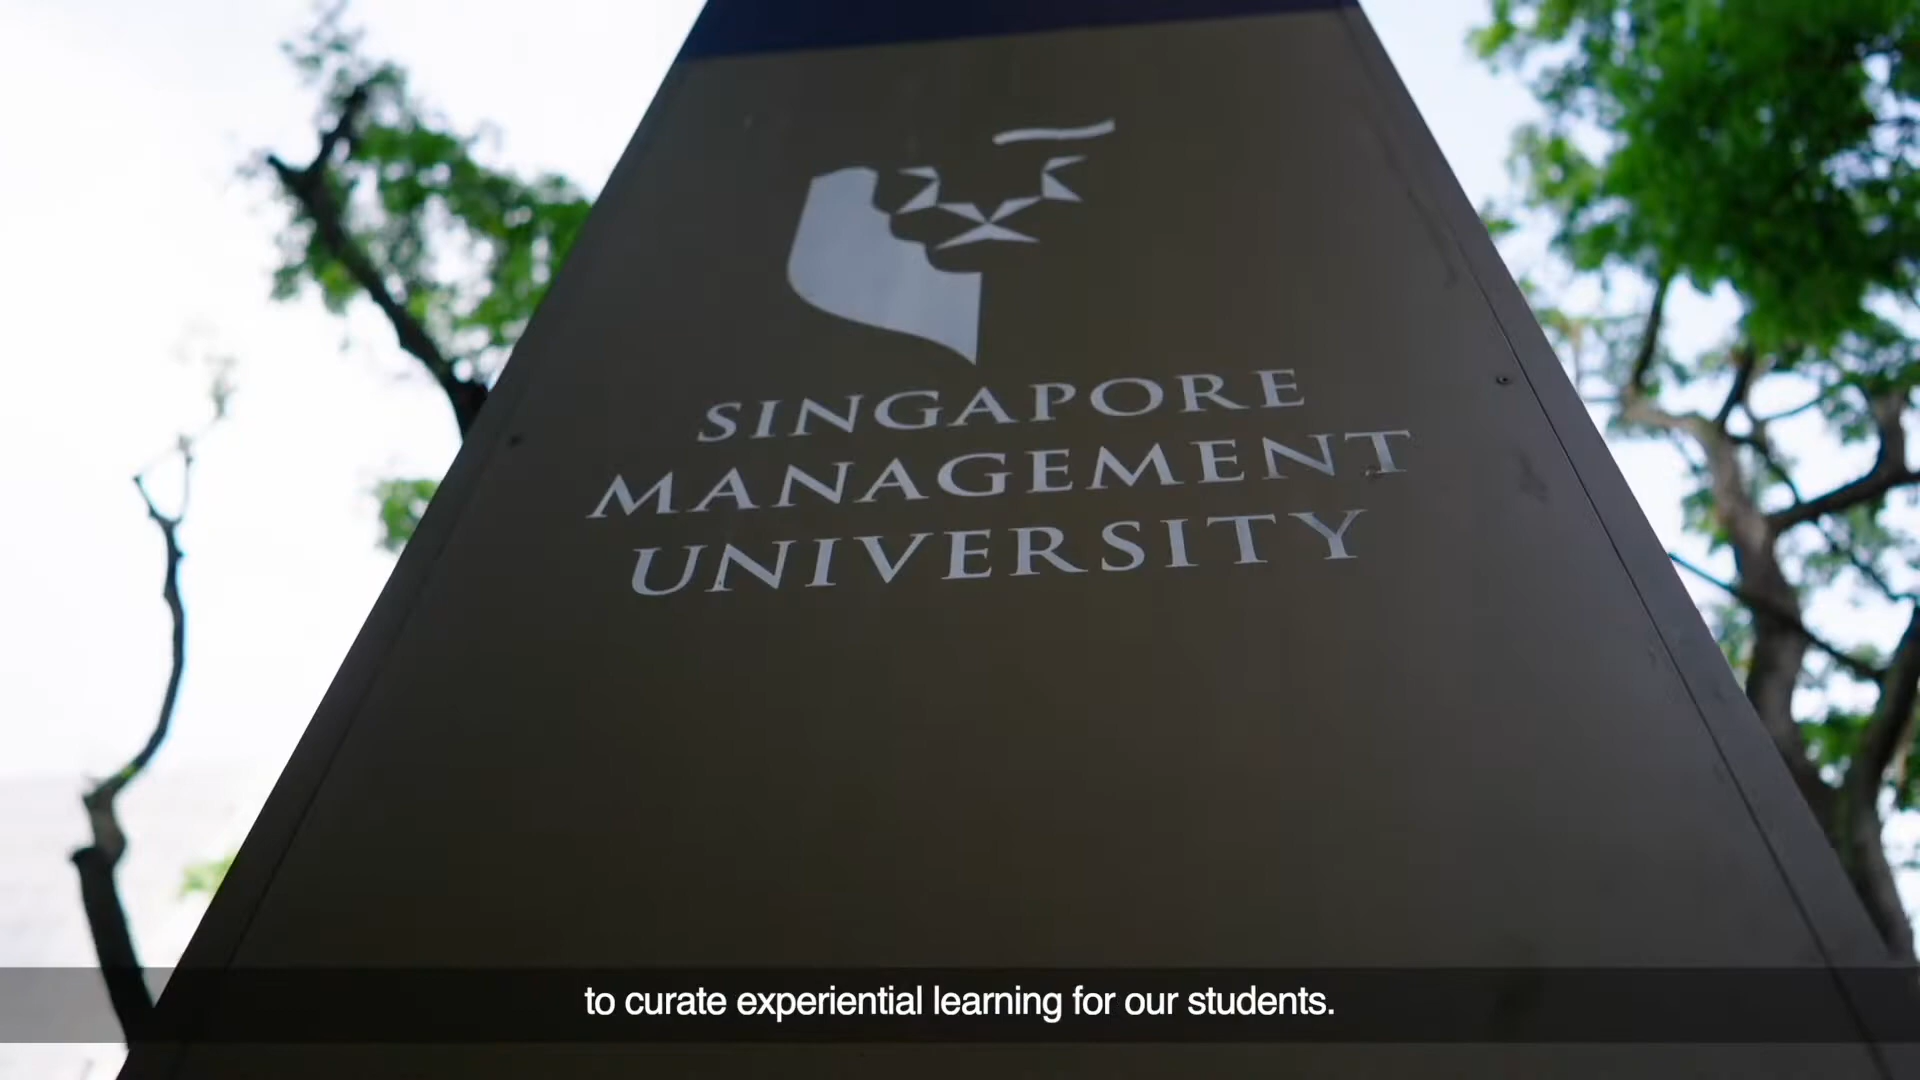 SINGAPORE
MANAGEMENT
UNIVERSITY
to curate experiential learning for our students.